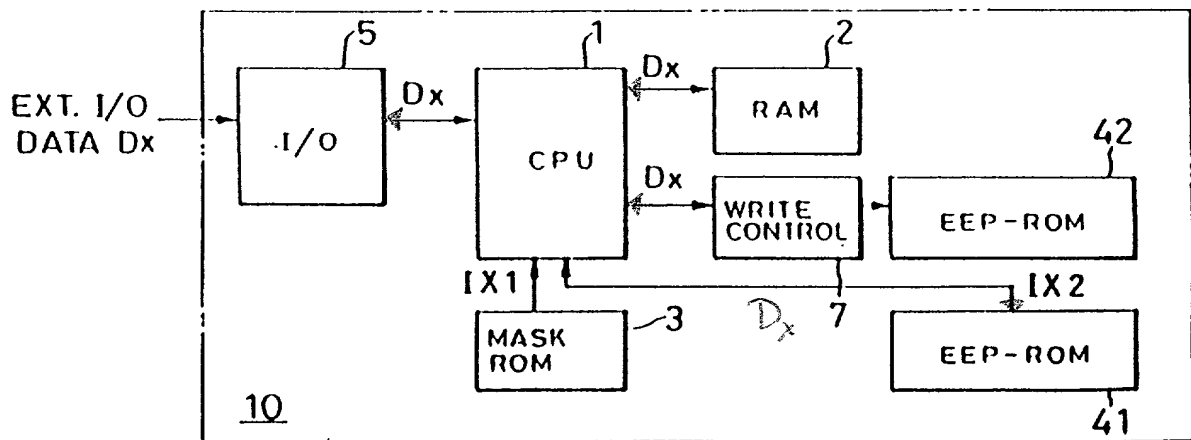 5
1
2
EXT. I/O
DATA Dx
I/O
Dx
CPU
Dx
RAM
Dx
WRITE
CONTROL
42
EEP-ROM
IX1
MASK
ROM
3
Dx
7
IX2
EEP-ROM
41
10